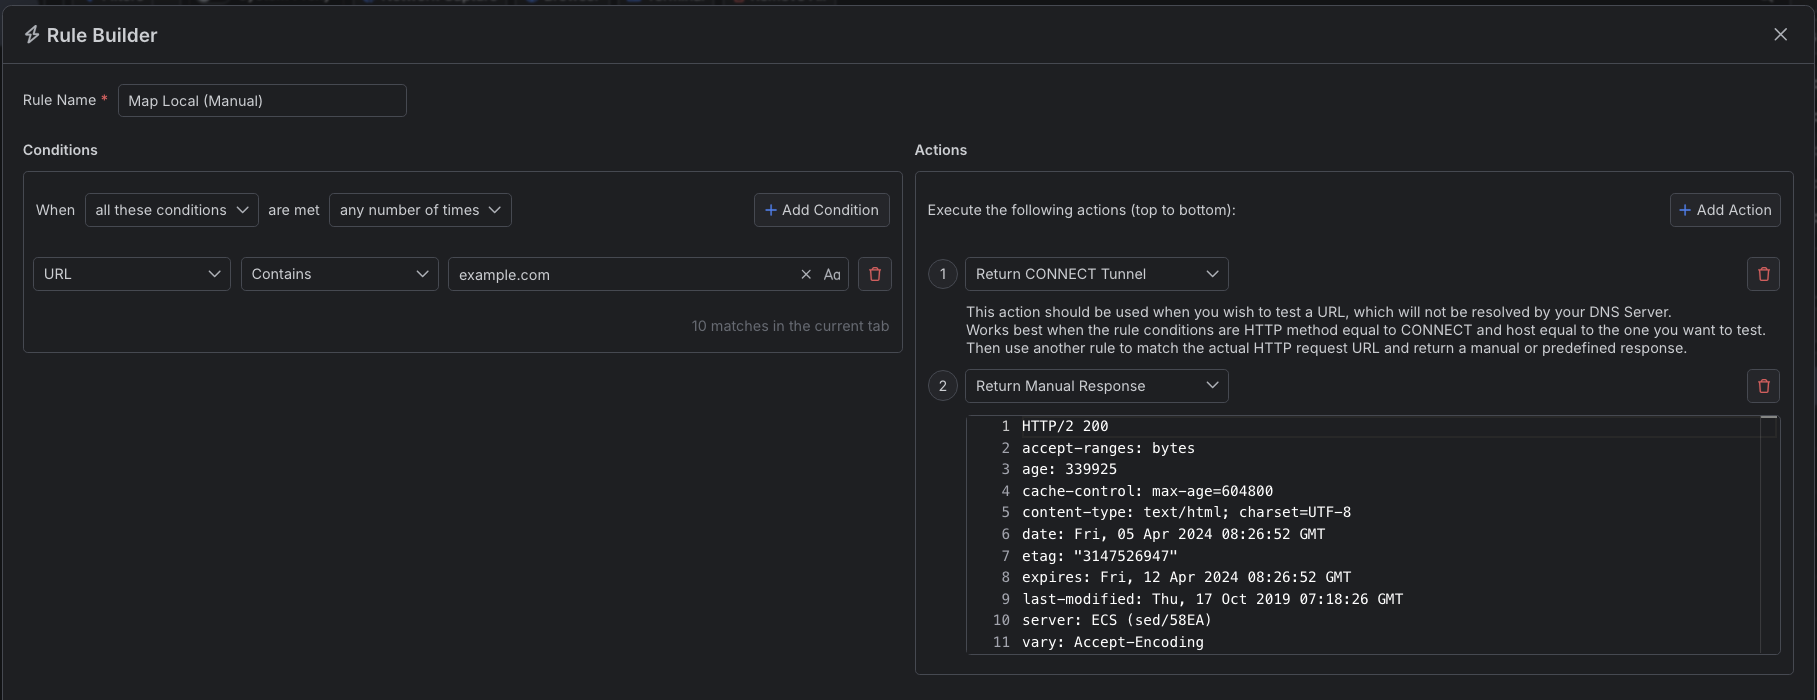 Rule Builder
Rule Name *
Map Local (Manual)
Conditions
When all these conditions are met any number of times + Add Condition
URL Contains example.com Aa
10 matches in the current tab
Actions
Execute the following actions (top to bottom): + Add Action
1 Return CONNECT Tunnel
This action should be used when you wish to test a URL, which will not be resolved by your DNS Server.
Works best when the rule conditions are HTTP method equal to CONNECT and host equal to the one you want to test.
Then use another rule to match the actual HTTP request URL and return a manual or predefined response.
2 Return Manual Response
1 HTTP/2 200
2 accept-ranges: bytes
3 age: 339925
4 cache-control: max-age=604800
5 content-type: text/html; charset=UTF-8
6 date: Fri, 05 Apr 2024 08:26:52 GMT
7 etag: "3147526947"
8 expires: Fri, 12 Apr 2024 08:26:52 GMT
9 last-modified: Thu, 17 Oct 2019 07:18:26 GMT
10 server: ECS (sed/58EA)
11 vary: Accept-Encoding